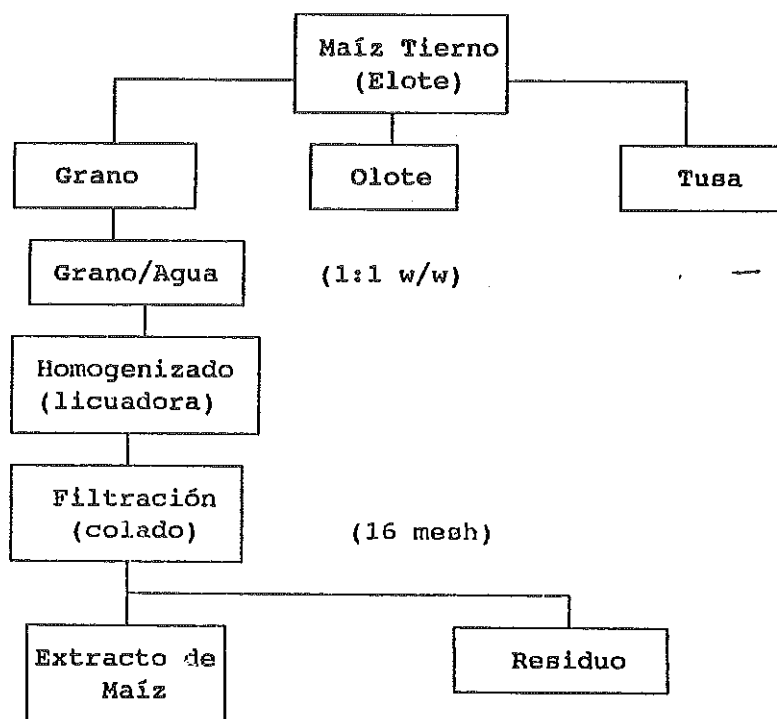 Maíz Tierno
(Elote)
Grano
Olote
Tusa
Grano/Agua
(1:1 w/w)
Homogenizado
(licuadora)
Filtración
(colado)
(16 mesh)
Extracto de
Maíz
Residuo